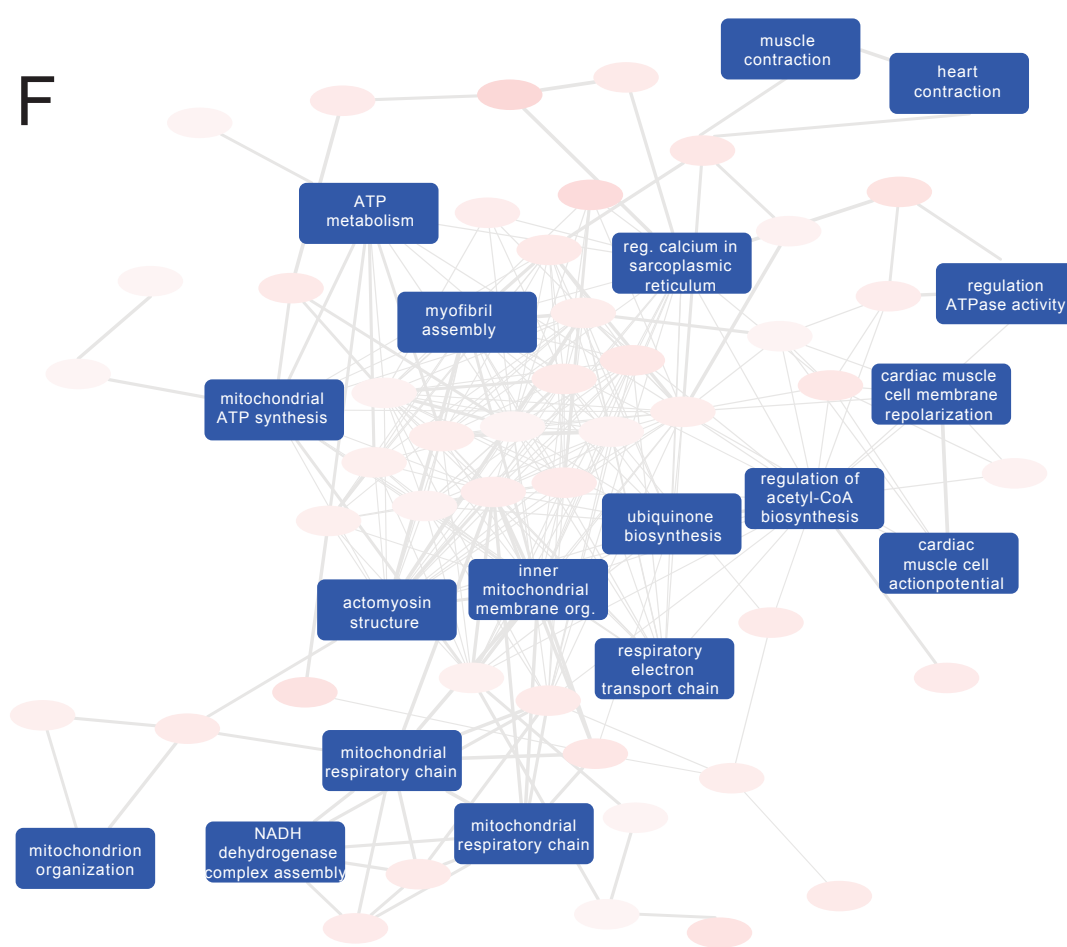 F
muscle
contraction
heart
contraction
ATP
metabolism
reg. calcium in
sarcoplasmic
reticulum
regulation
ATPase activity
myofibril
assembly
mitochondrial
ATP synthesis
cardiac muscle
cell membrane
repolarization
regulation of
acetyl-CoA
biosynthesis
ubiquinone
biosynthesis
cardiac
muscle cell
actionpotential
inner
mitochondrial
membrane org.
actomyosin
structure
respiratory
electron
transport chain
mitochondrial
respiratory chain
mitochondrial
respiratory chain
NADH
dehydrogenase
complex assembly
mitochondrion
organization